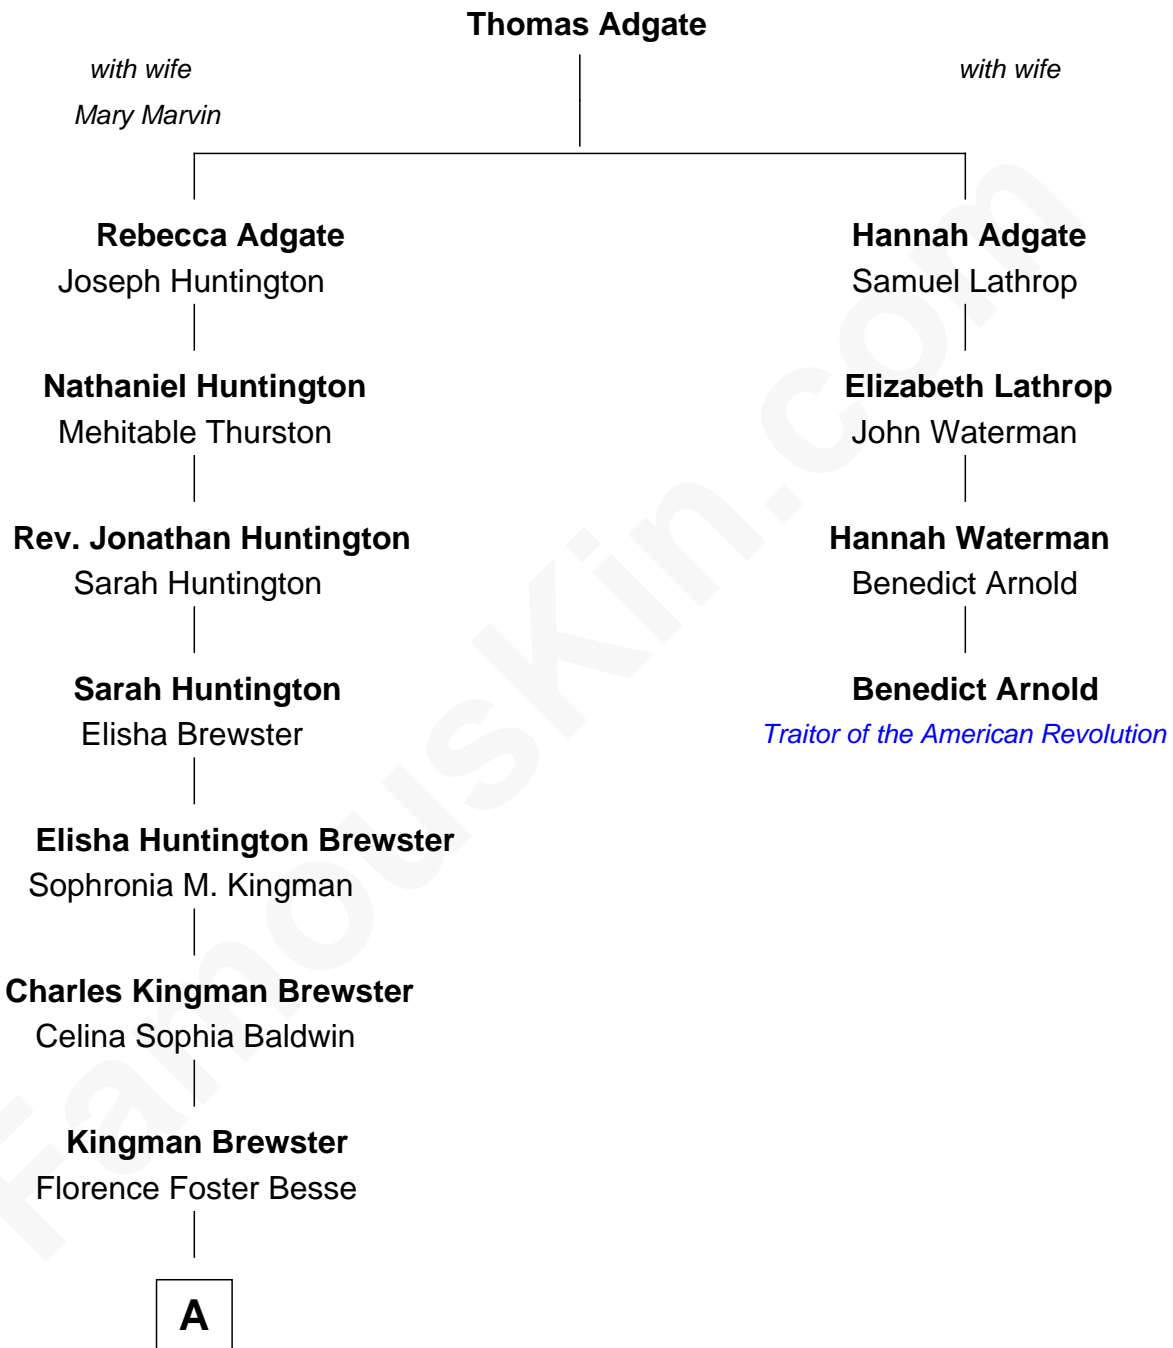 Thomas Adgate
with wife
Mary Marvin
with wife
Rebecca Adgate
Joseph Huntington
Hannah Adgate
Samuel Lathrop
Nathaniel Huntington
Mehitable Thurston
Elizabeth Lathrop
John Waterman
Rev. Jonathan Huntington
Sarah Huntington
Hannah Waterman
Benedict Arnold
Sarah Huntington
Elisha Brewster
Benedict Arnold
Traitor of the American Revolution
Elisha Huntington Brewster
Sophronia M. Kingman
Charles Kingman Brewster
Celina Sophia Baldwin
Kingman Brewster
Florence Foster Besse
A
FamousKin.com